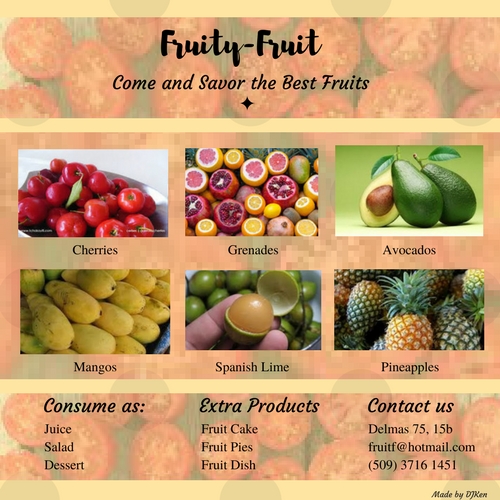 Fruity-Fruit
Come and Savor the Best Fruits
Cherries
Grenades
Avocados
Mangos
Spanish Lime
Pineapples
Consume as:
Juice
Salad
Dessert
Extra Products
Fruit Cake
Fruit Pies
Fruit Dish
Contact us
Delmas 75, 15b
fruitf@hotmail.com
(509) 3716 1451
Made by DJKen